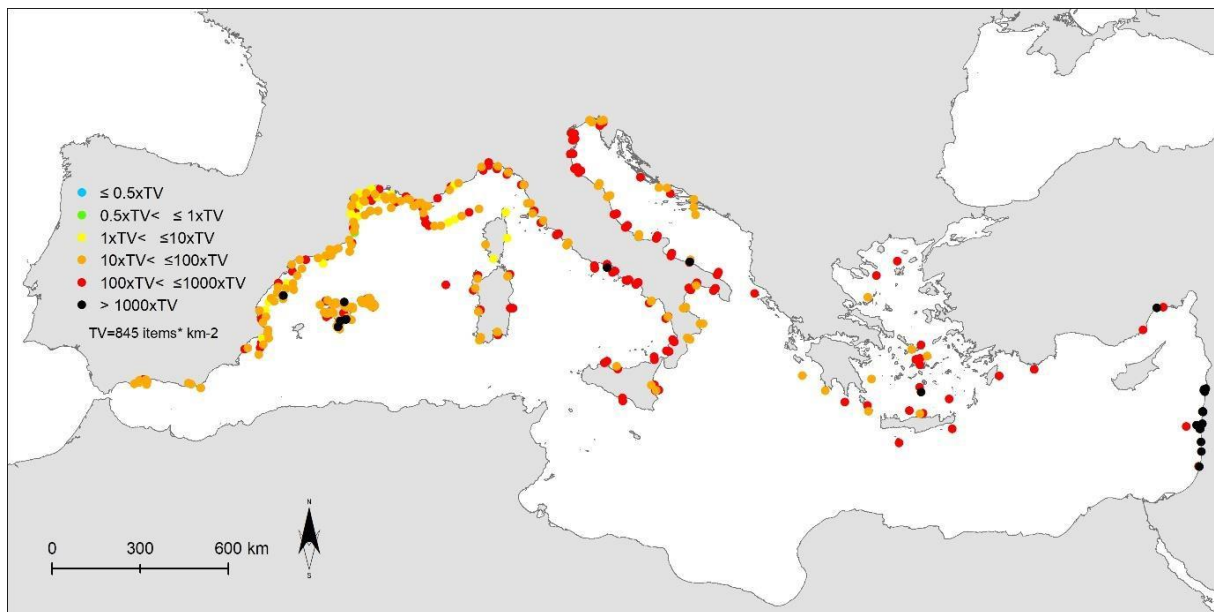 ≤ 0.5xTV
0.5xTV< ≤ 1xTV
1xTV< ≤10xTV
10xTV< ≤100xTV
100xTV< ≤1000xTV
> 1000xTV
TV=845 items* km-2
N
S
0 300 600 km